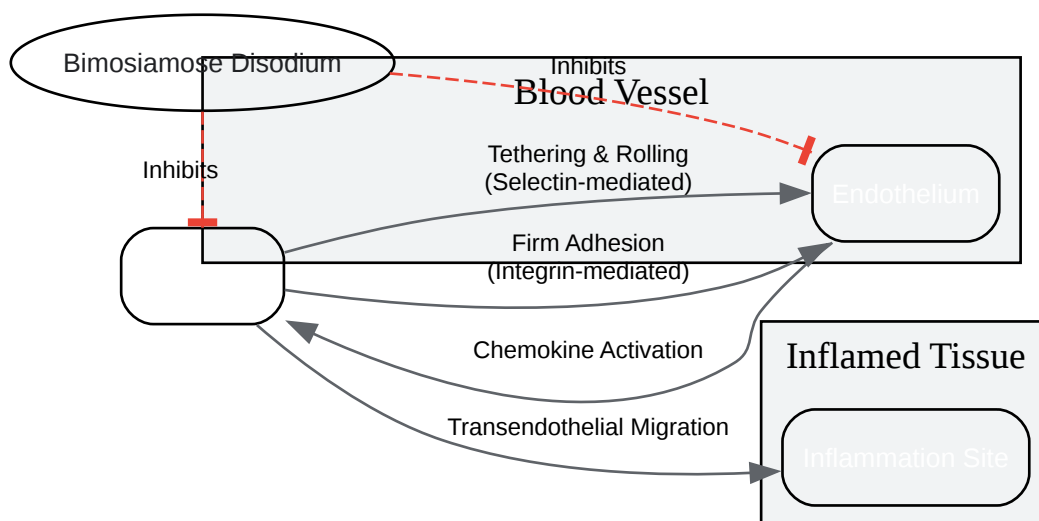 Bimosiamose Disodium
Inhibits
Blood Vessel
Inhibits
Tethering & Rolling
(Selectin-mediated)
Endothelium
Firm Adhesion
(Integrin-mediated)
Chemokine Activation
Inflamed Tissue
Transendothelial Migration
Inflammation Site